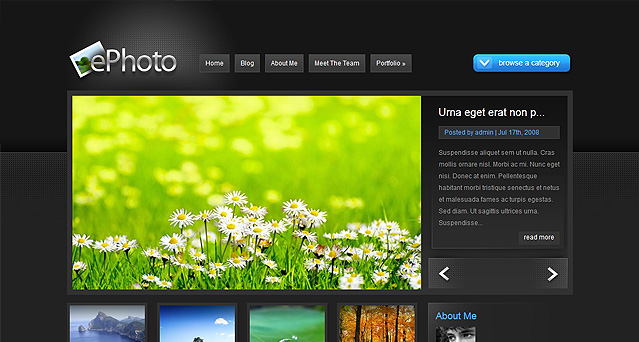 ePhoto
Home
Blog
About Me
Meet The Team
Portfolio »
browse a category
Urna eget erat non p...
Posted by admin | Jul 17th, 2008
Suspendisse aliquet sem ut nulla. Cras
mollis ornare nisl. Morbi ac mi. Nunc eget
nisi. Donec at enim. Pellentesque
habitant morbi tristique senectus et netus
et malesuada fames ac turpis egestas.
Sed diam. Ut sagittis ultrices urna.
Suspendisse...
read more
About Me